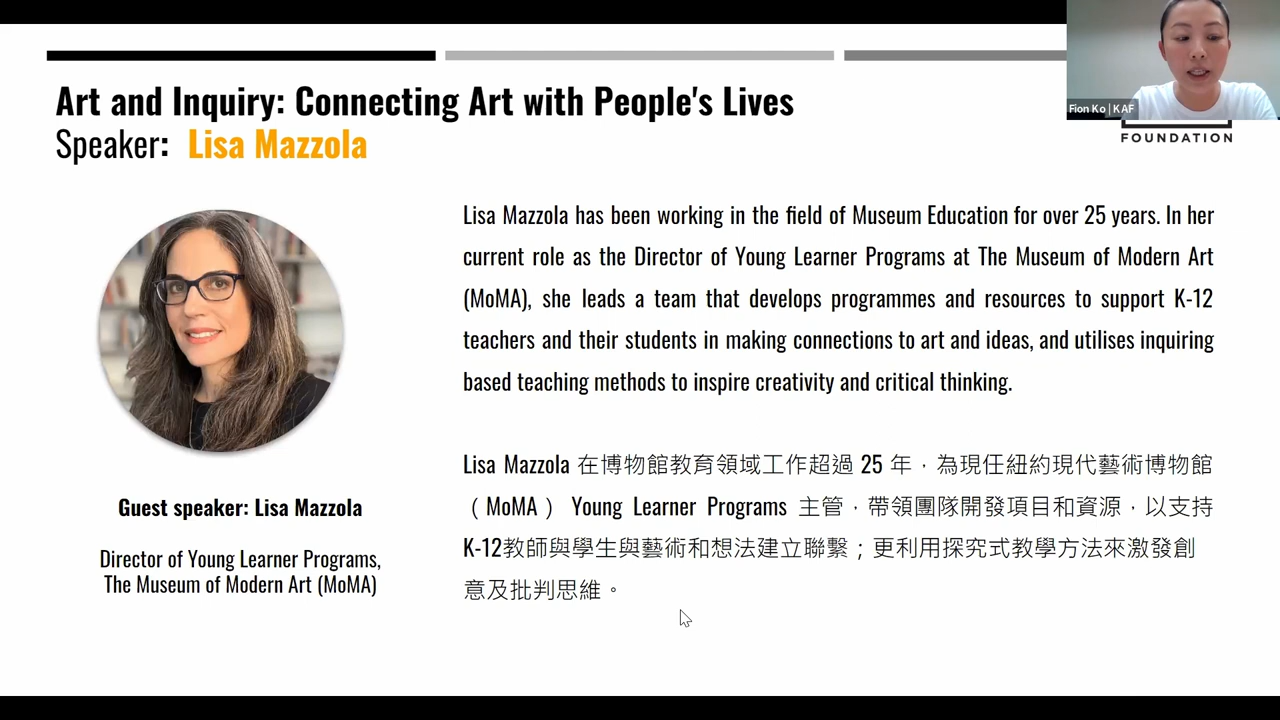 Art and Inquiry: Connecting Art with People's Lives
Speaker: Lisa Mazzola
Fion Ko | KAF
FOUNDATION
Lisa Mazzola has been working in the field of Museum Education for over 25 years. In her
current role as the Director of Young Learner Programs at The Museum of Modern Art
(MoMA), she leads a team that develops programmes and resources to support K-12
teachers and their students in making connections to art and ideas, and utilises inquiring
based teaching methods to inspire creativity and critical thinking.
Lisa Mazzola 在博物館教育領域工作超過 25 年，為現任紐約現代藝術博物館
（MoMA） Young Learner Programs 主管，帶領團隊開發項目和資源，以支持
K-12教師與學生與藝術和想法建立聯繫；更利用探究式教學方法來激發創
意及批判思維。
Guest speaker: Lisa Mazzola
Director of Young Learner Programs,
The Museum of Modern Art (MoMA)